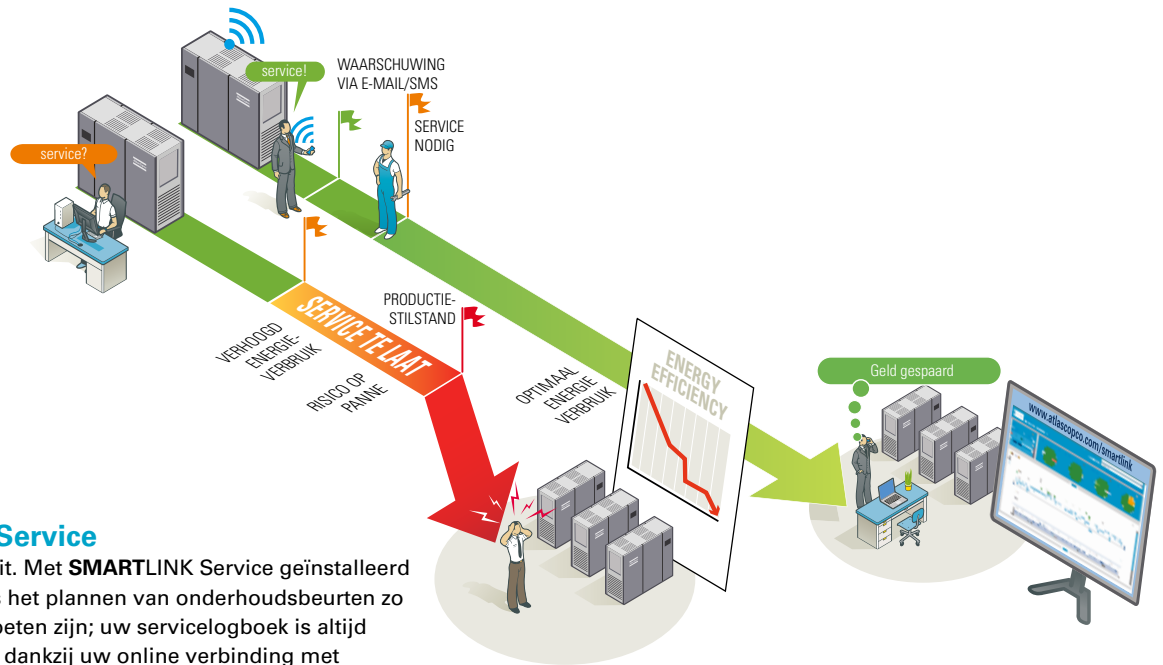 service!
WAARSCHUWING
VIA E-MAIL/SMS
SERVICE
NODIG
service?
PRODUCTIE-
STILSTAND
SERVICE TE LAAT
VERHOOGD
ENERGIE-
VERBRUIK
RISICO OP
PANNE
OPTIMAAL
ENERGIE
VERBRUIK
ENERGY
EFFICIENCY
Geld gespaard
www.atlascopco.com/smartlink
Service
it. Met SMARTLINK Service geïnstalleerd
s het plannen van onderhoudsbeurten zo
oeten zijn; uw servicelogboek is altijd
dankzij uw online verbinding met